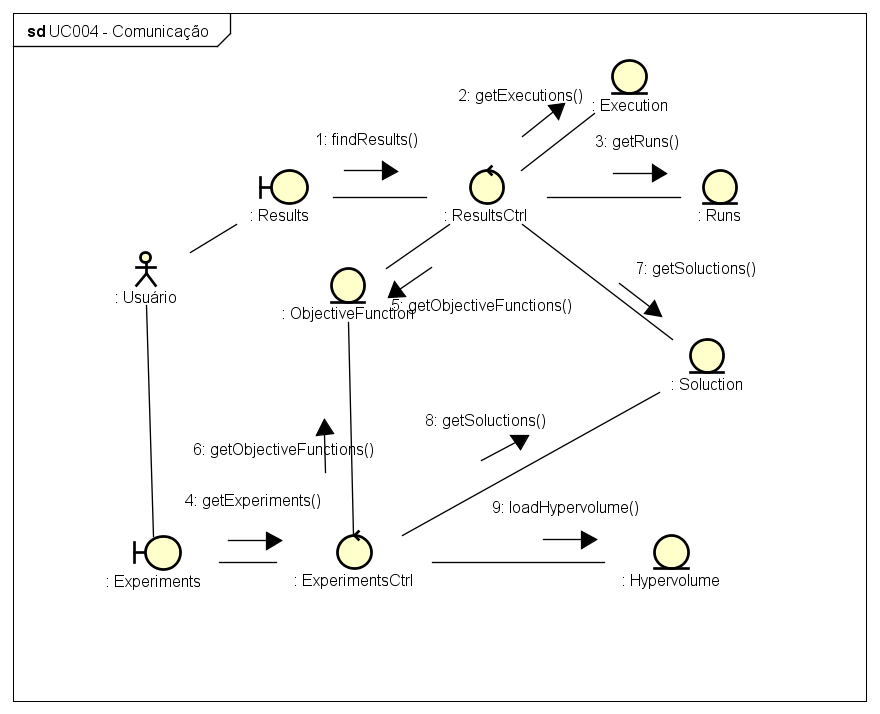 sd UC004 - Comunicação
2: getExecutions()
: Execution
1: findResults()
3: getRuns()
: Results
: ResultsCtrl
: Runs
7: getSoluctions()
: Usuário
: ObjectiveFunction
5: getObjectiveFunctions()
: Soluction
8: getSoluctions()
6: getObjectiveFunctions()
4: getExperiments()
9: loadHypervolume()
: Experiments
: ExperimentsCtrl
: Hypervolume